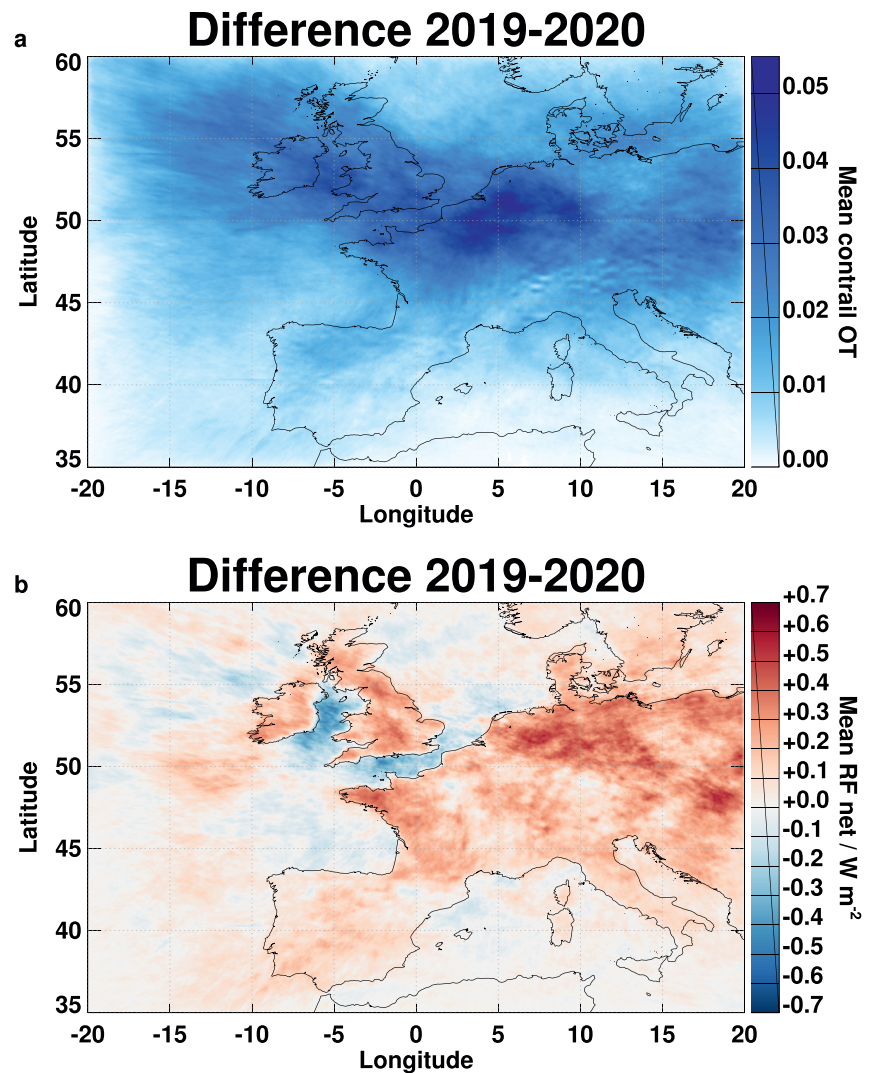 a
Difference 2019-2020
60
55
50
45
40
35
Latitude
-20 -15 -10 -5 0 5 10 15 20
Longitude
0.05
0.04
0.03
0.02
0.01
0.00
Mean contrail OT
b
Difference 2019-2020
60
55
50
45
40
35
Latitude
-20 -15 -10 -5 0 5 10 15 20
Longitude
+0.7
+0.6
+0.5
+0.4
+0.3
+0.2
+0.1
+0.0
-0.1
-0.2
-0.3
-0.4
-0.5
-0.6
-0.7
Mean RF net / W m⁻²